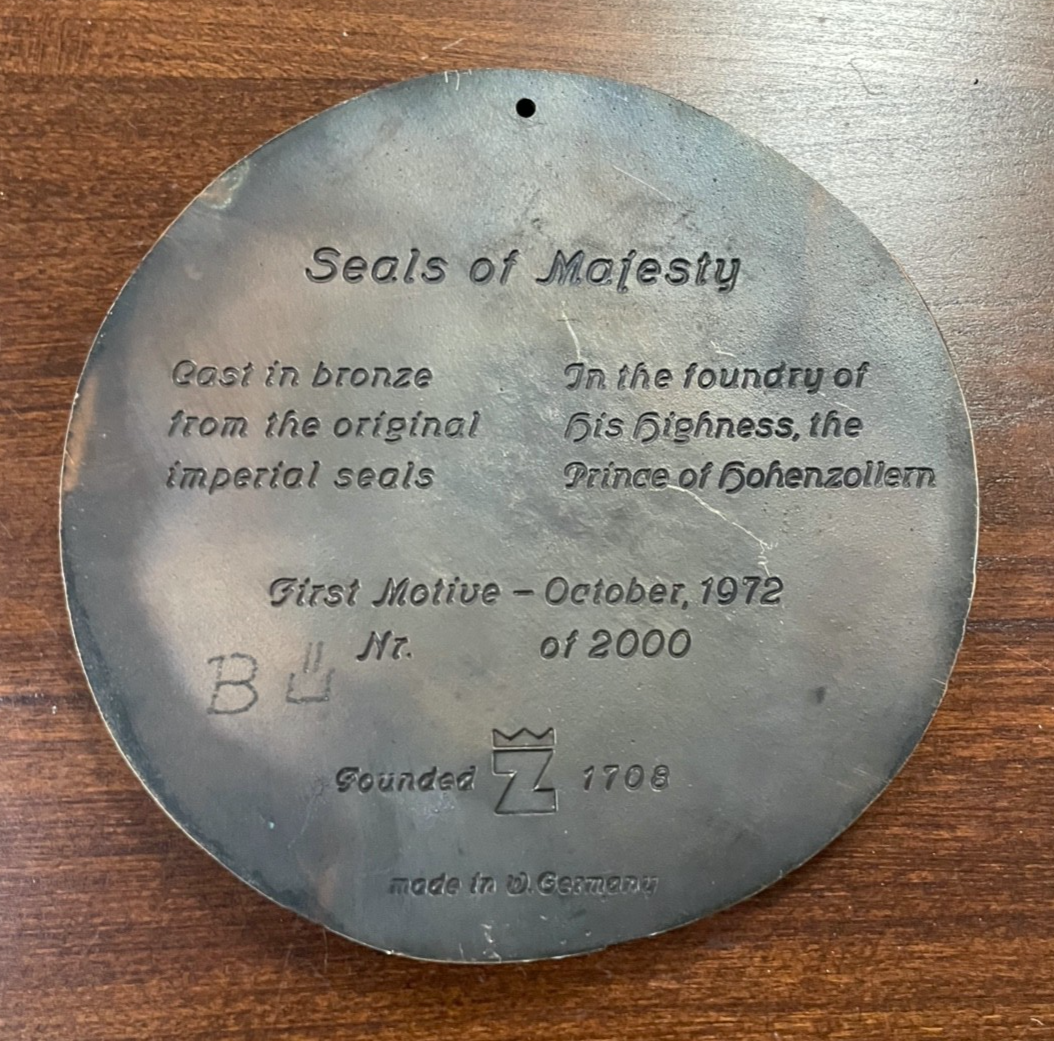 Seals of Majesty
Cast in bronze
from the original
imperial seals
In the foundry of
His Highness, the
Prince of Hohenzollern
First Motive – October, 1972
Nr. of 2000
B
Founded Z 1708
made in W. Germany